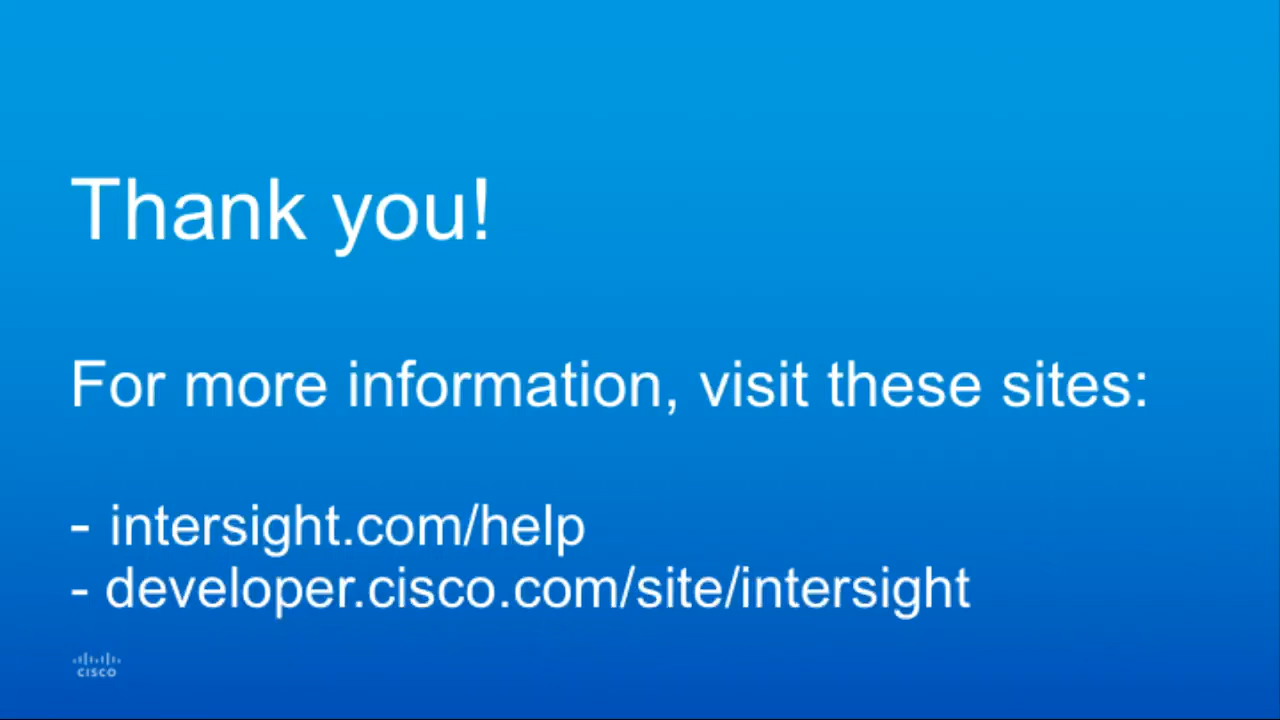 Thank you!
For more information, visit these sites:
- intersight.com/help
- developer.cisco.com/site/intersight
CISCO